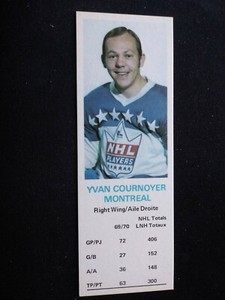 NHL
PLAYERS
YVAN COURNOYER
MONTREAL
Right Wing/Aile Droite
NHL Totals
69/70 LNH Totaux
GP/PJ 72 406
G/B 27 152
A/A 36 148
TP/PT 63 300